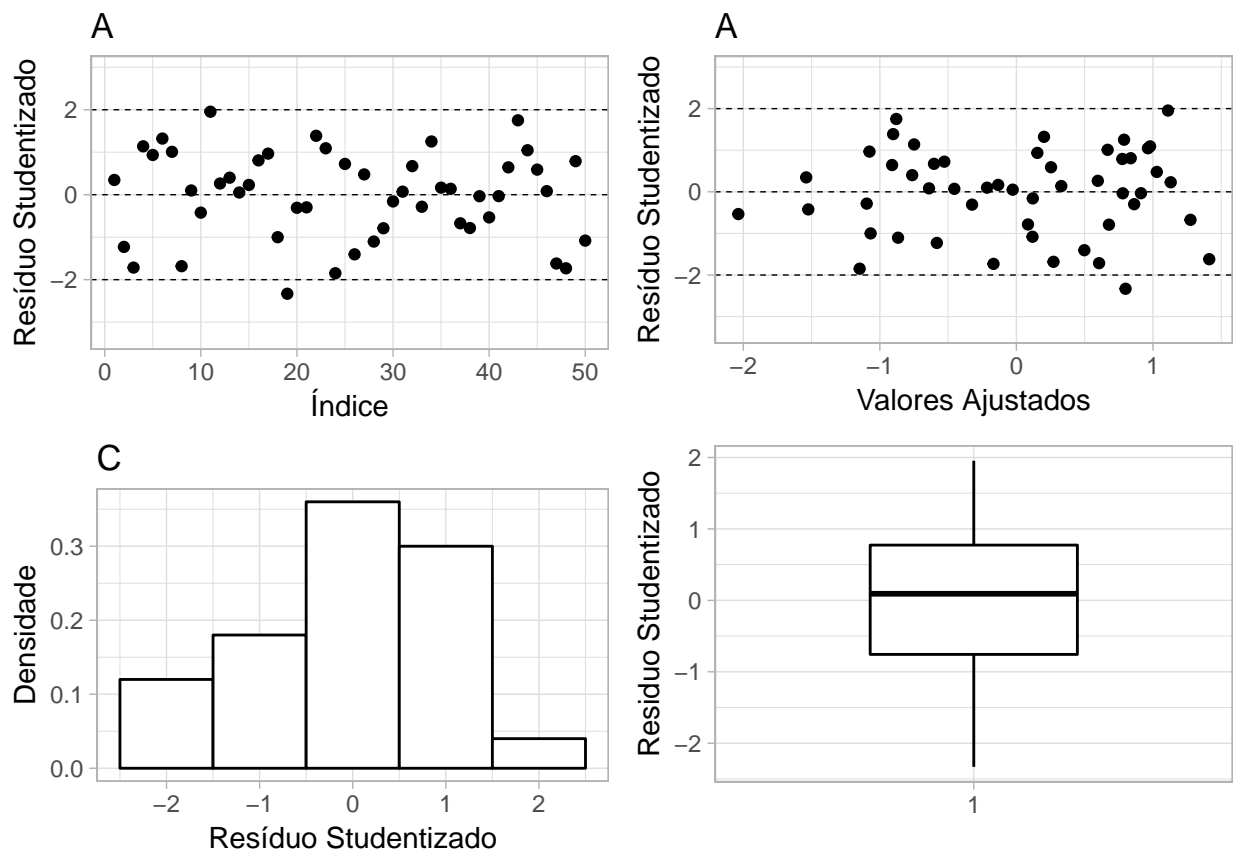 A
Resíduo Studentizado
2
0
−2
0 10 20 30 40 50
Índice
A
Resíduo Studentizado
2
0
−2
−2 −1 0 1
Valores Ajustados
C
Densidade
0.3
0.2
0.1
0.0
−2 −1 0 1 2
Resíduo Studentizado
Residuo Studentizado
2
1
0
−1
−2
1